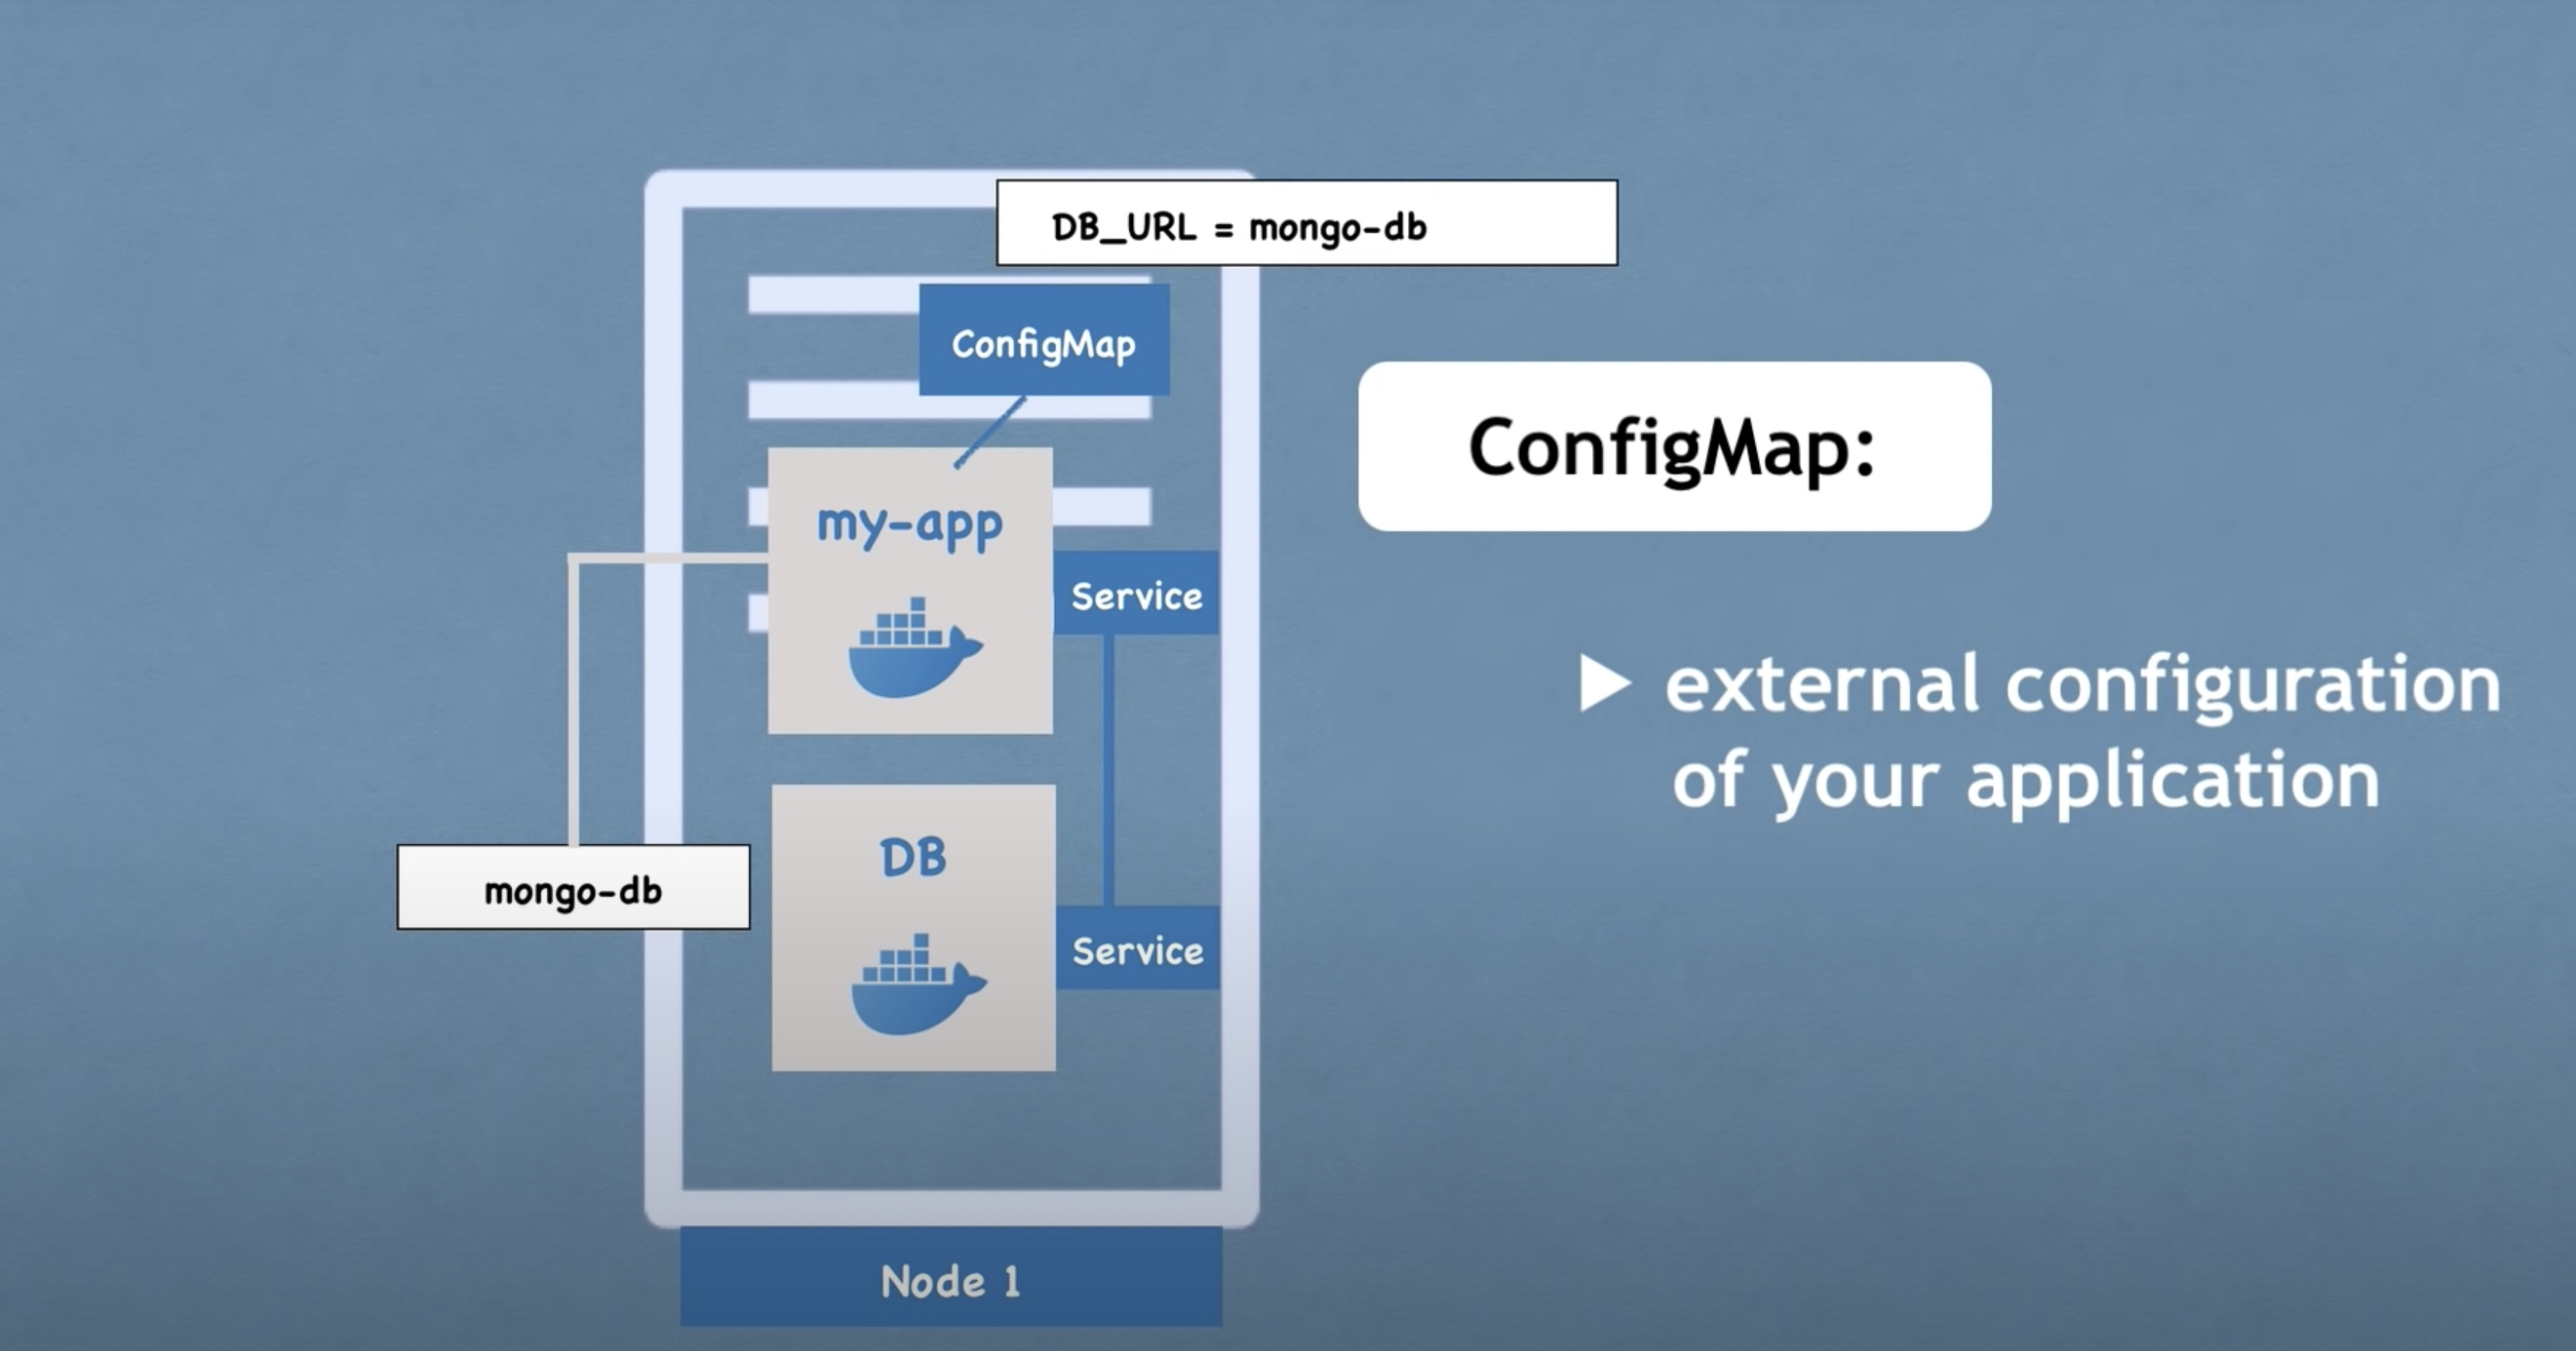 DB_URL = mongo-db
ConfigMap
ConfigMap:
my-app
Service
external configuration
of your application
DB
mongo-db
Service
Node 1